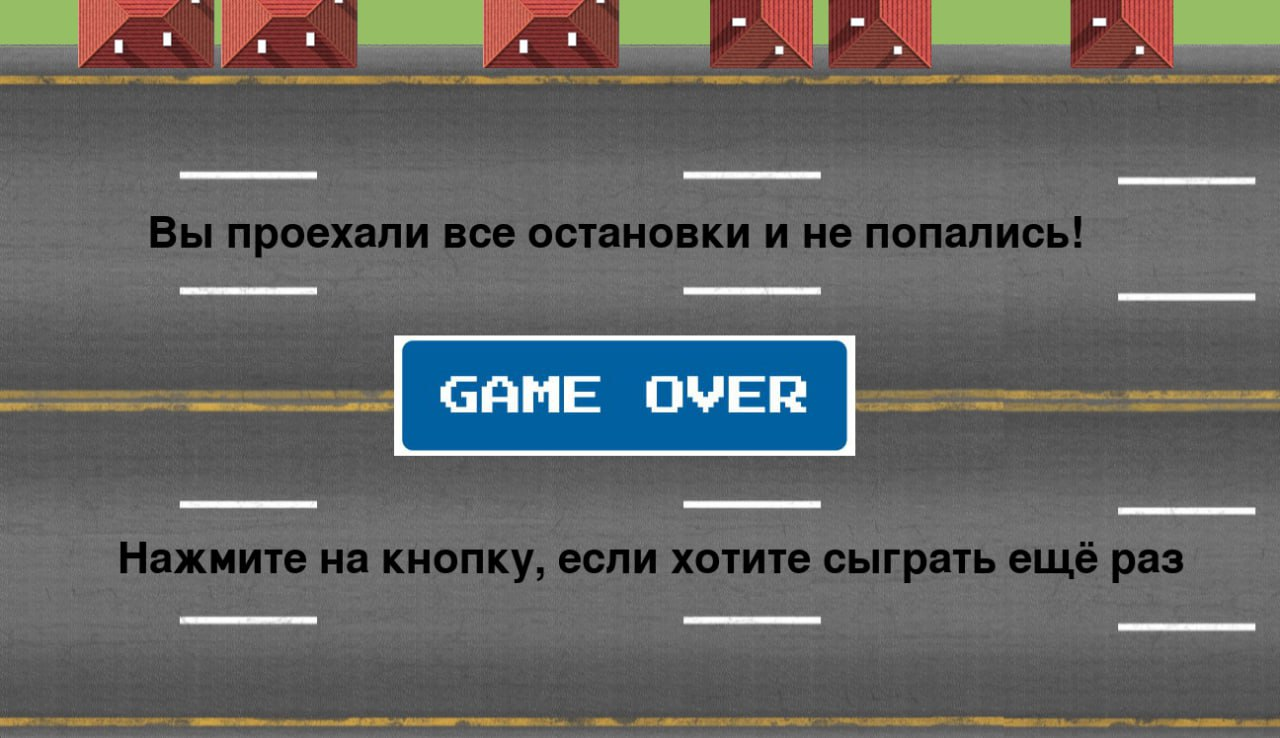 Вы проехали все остановки и не попались!
GAME OVER
Нажмите на кнопку, если хотите сыграть ещё раз